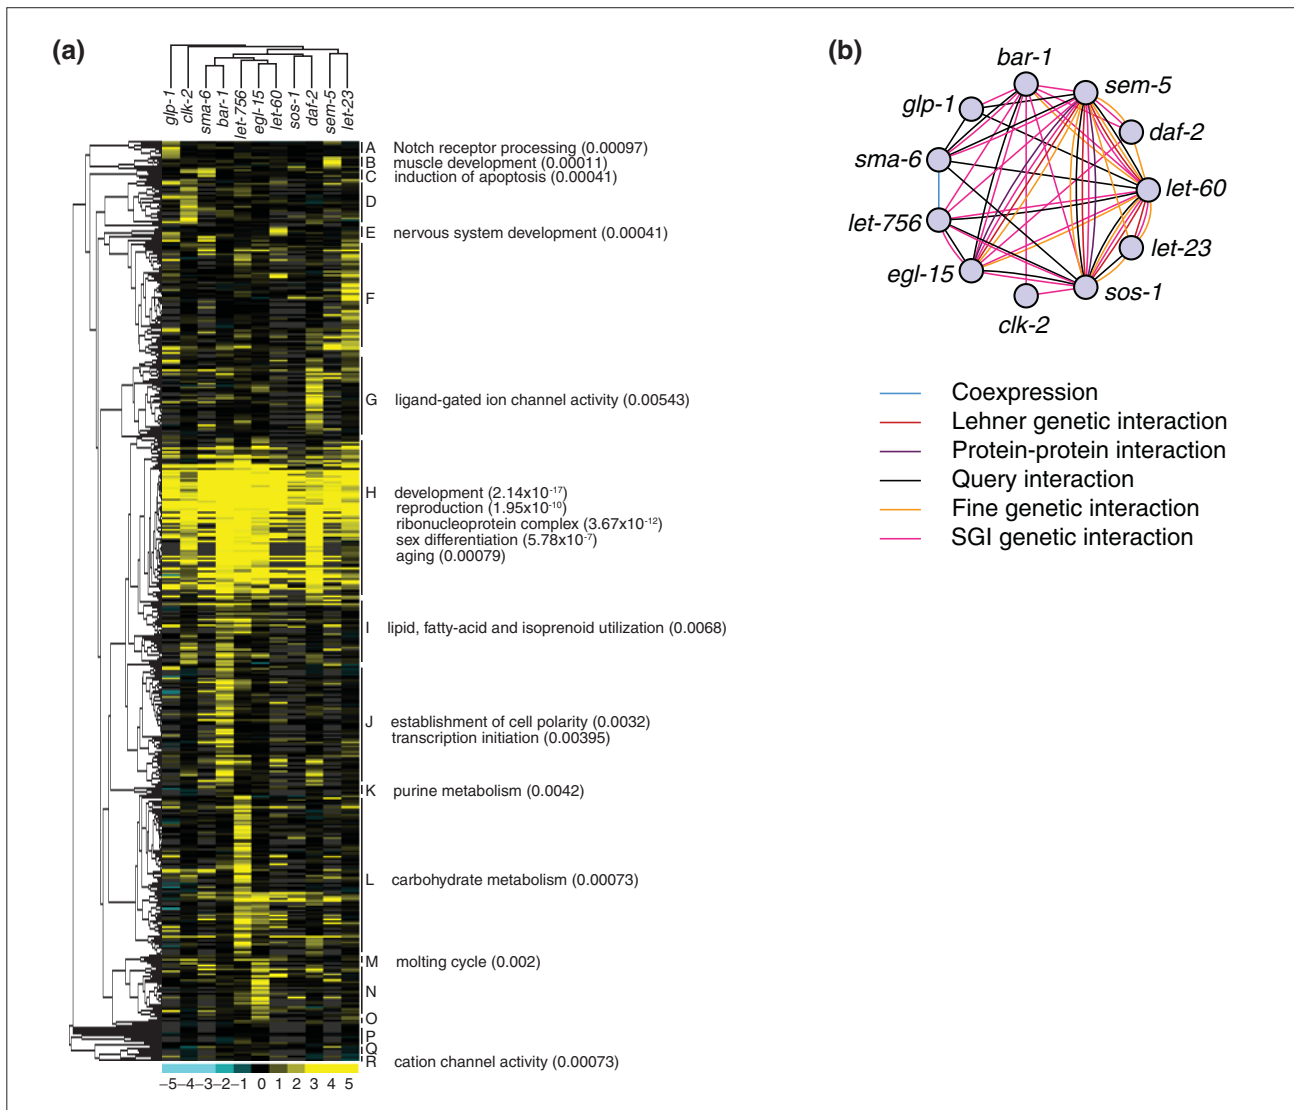 (a)
glp-1
clk-2
sma-6
bar-1
let-756
egl-15
let-60
sos-1
daf-2
sem-5
let-23
A Notch receptor processing (0.00097)
B muscle development (0.00011)
C induction of apoptosis (0.00041)
D
E nervous system development (0.00041)
F
G ligand-gated ion channel activity (0.00543)
H development (2.14x10⁻¹⁷)
reproduction (1.95x10⁻¹⁰)
ribonucleoprotein complex (3.67x10⁻¹²)
sex differentiation (5.78x10⁻⁷)
aging (0.00079)
I lipid, fatty-acid and isoprenoid utilization (0.0068)
J establishment of cell polarity (0.0032)
transcription initiation (0.00395)
K purine metabolism (0.0042)
L carbohydrate metabolism (0.00073)
M molting cycle (0.002)
N
O
P
Q
R cation channel activity (0.00073)
–5 –4 –3 –2 –1 0 1 2 3 4 5
(b)
bar-1
sem-5
glp-1
daf-2
sma-6
let-60
let-756
let-23
egl-15
sos-1
clk-2
Coexpression
Lehner genetic interaction
Protein-protein interaction
Query interaction
Fine genetic interaction
SGI genetic interaction